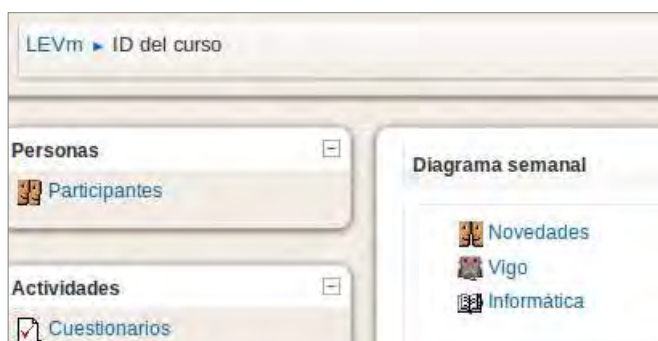 LEVm ► ID del curso
Personas
Participantes
Actividades
Cuestionarios
Diagrama semanal
Novedades
Vigo
Informática